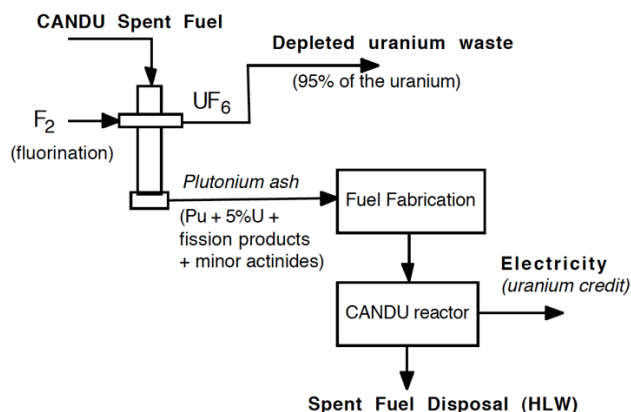 CANDU Spent Fuel
Depleted uranium waste
(95% of the uranium)
UF6
F2
(fluorination)
Plutonium ash
(Pu + 5%U +
fission products
+ minor actinides)
Fuel Fabrication
Electricity
(uranium credit)
CANDU reactor
Spent Fuel Disposal (HLW)